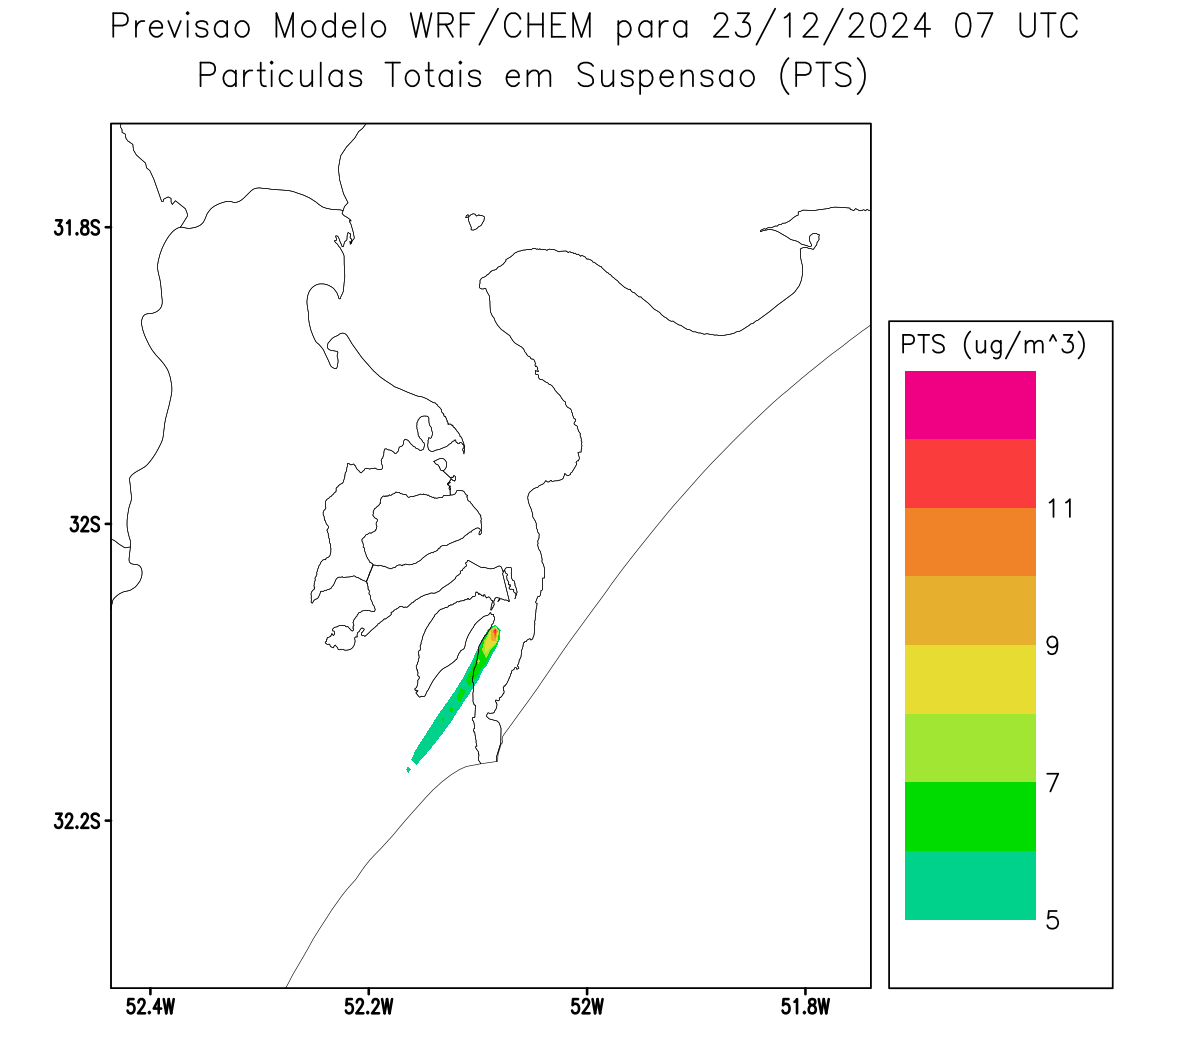 Previsao Modelo WRF/CHEM para 23/12/2024 07 UTC
Particulas Totais em Suspensao (PTS)
31.8S
32S
32.2S
52.4W
52.2W
52W
51.8W
PTS (ug/m^3)
11
9
7
5